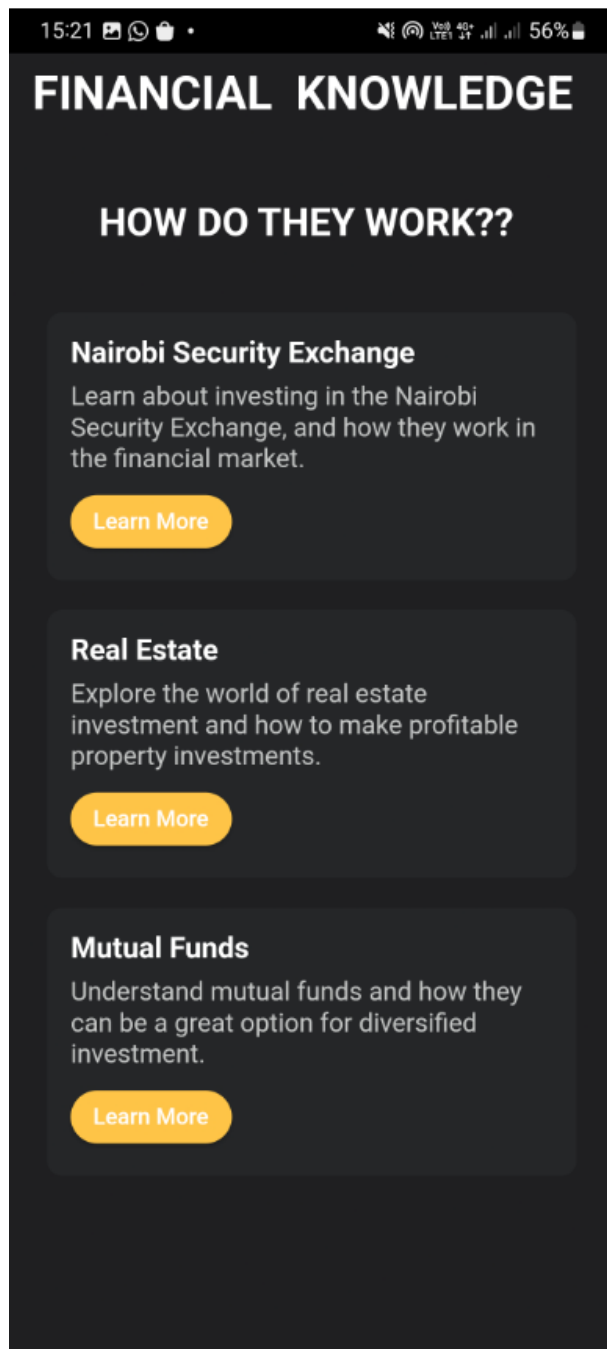 15:21
Vo)) LTE1 4G+ 56%
FINANCIAL KNOWLEDGE
HOW DO THEY WORK??
Nairobi Security Exchange
Learn about investing in the Nairobi
Security Exchange, and how they work in
the financial market.
Learn More
Real Estate
Explore the world of real estate
investment and how to make profitable
property investments.
Learn More
Mutual Funds
Understand mutual funds and how they
can be a great option for diversified
investment.
Learn More